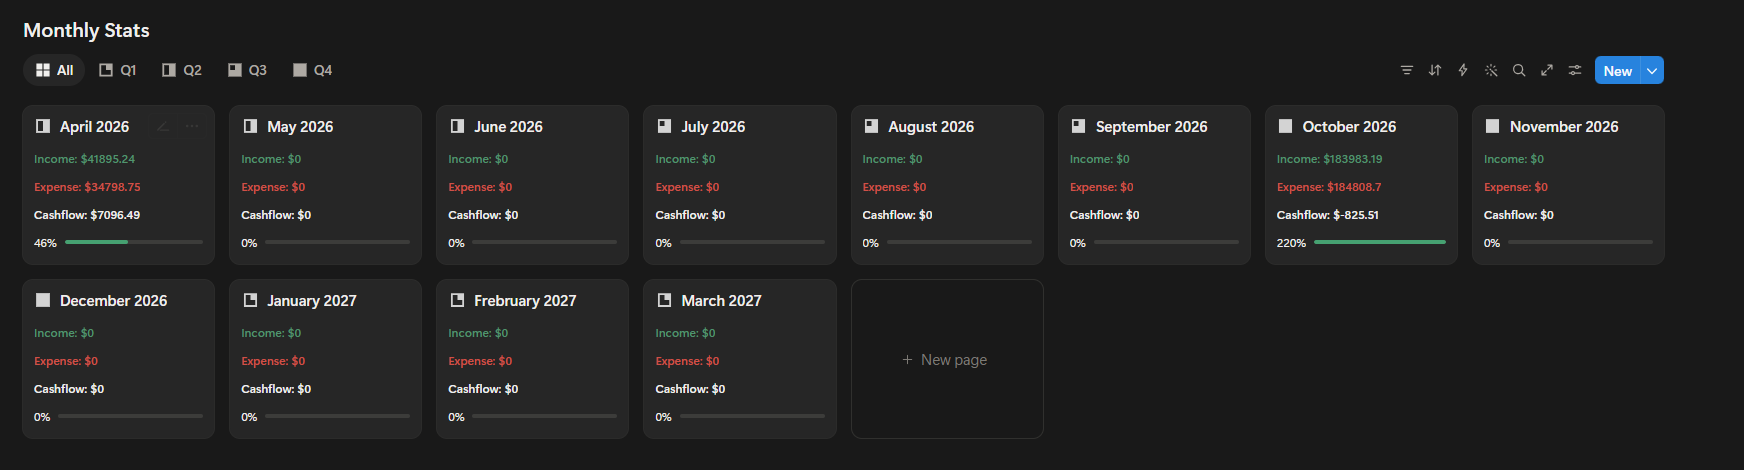 Monthly Stats
All Q1 Q2 Q3 Q4 New
April 2026 May 2026 June 2026 July 2026 August 2026 September 2026 October 2026 November 2026
Income: $41895.24 Income: $0 Income: $0 Income: $0 Income: $0 Income: $0 Income: $183983.19 Income: $0
Expense: $34798.75 Expense: $0 Expense: $0 Expense: $0 Expense: $0 Expense: $0 Expense: $184808.7 Expense: $0
Cashflow: $7096.49 Cashflow: $0 Cashflow: $0 Cashflow: $0 Cashflow: $0 Cashflow: $0 Cashflow: $-825.51 Cashflow: $0
46% 0% 0% 0% 0% 0% 220% 0%
December 2026 January 2027 Frebruary 2027 March 2027
Income: $0 Income: $0 Income: $0 Income: $0
Expense: $0 Expense: $0 Expense: $0 Expense: $0
+ New page
Cashflow: $0 Cashflow: $0 Cashflow: $0 Cashflow: $0
0% 0% 0% 0%